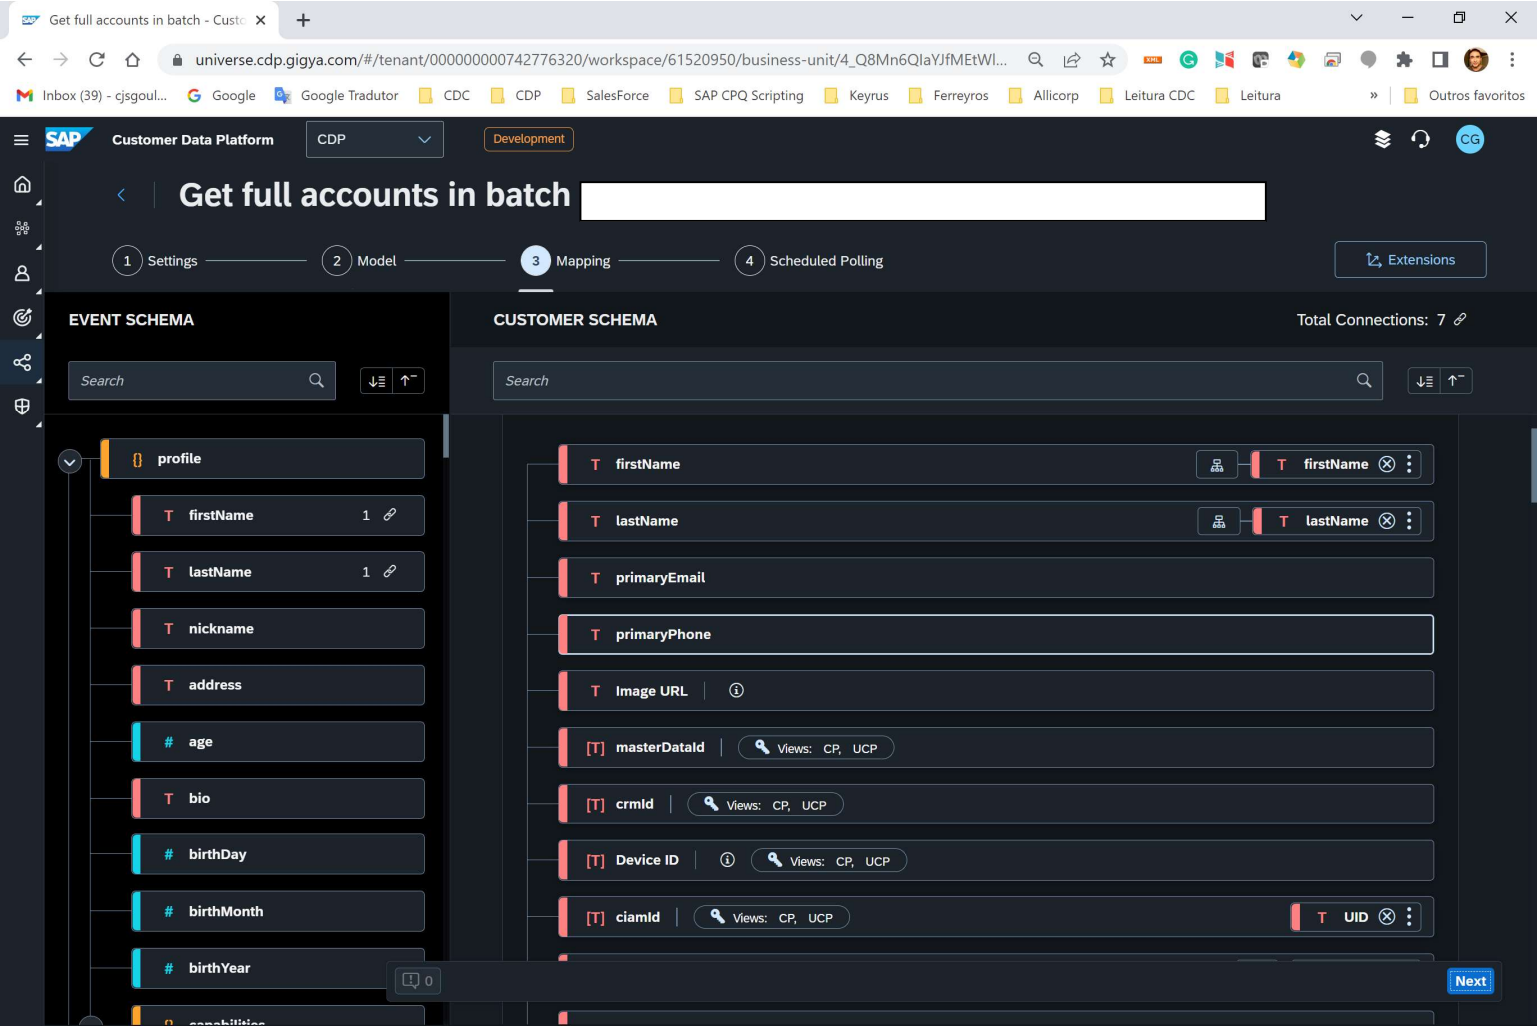 Get full accounts in batch - Custo
universe.cdp.gigya.com/#/tenant/000000000742776320/workspace/61520950/business-unit/4_Q8Mn6QIaYJfMEtWl...
Inbox (39) - cjsgoul...
Google
Google Tradutor
CDC
CDP
SalesForce
SAP CPQ Scripting
Keyrus
Ferreyros
Allicorp
Leitura CDC
Leitura
»
Outros favoritos
SAP
Customer Data Platform
CDP
Development
CG
Get full accounts in batch
1 Settings
2 Model
3 Mapping
4 Scheduled Polling
Extensions
EVENT SCHEMA
CUSTOMER SCHEMA
Total Connections: 7
Search
Search
{} profile
T firstName 1
T lastName 1
T nickname
T address
# age
T bio
# birthDay
# birthMonth
# birthYear
{} capabilities
T firstName
T firstName
T lastName
T lastName
T primaryEmail
T primaryPhone
T Image URL
[T] masterDataId
Views: CP, UCP
[T] crmId
Views: CP, UCP
[T] Device ID
Views: CP, UCP
[T] ciamId
Views: CP, UCP
T UID
0
Next